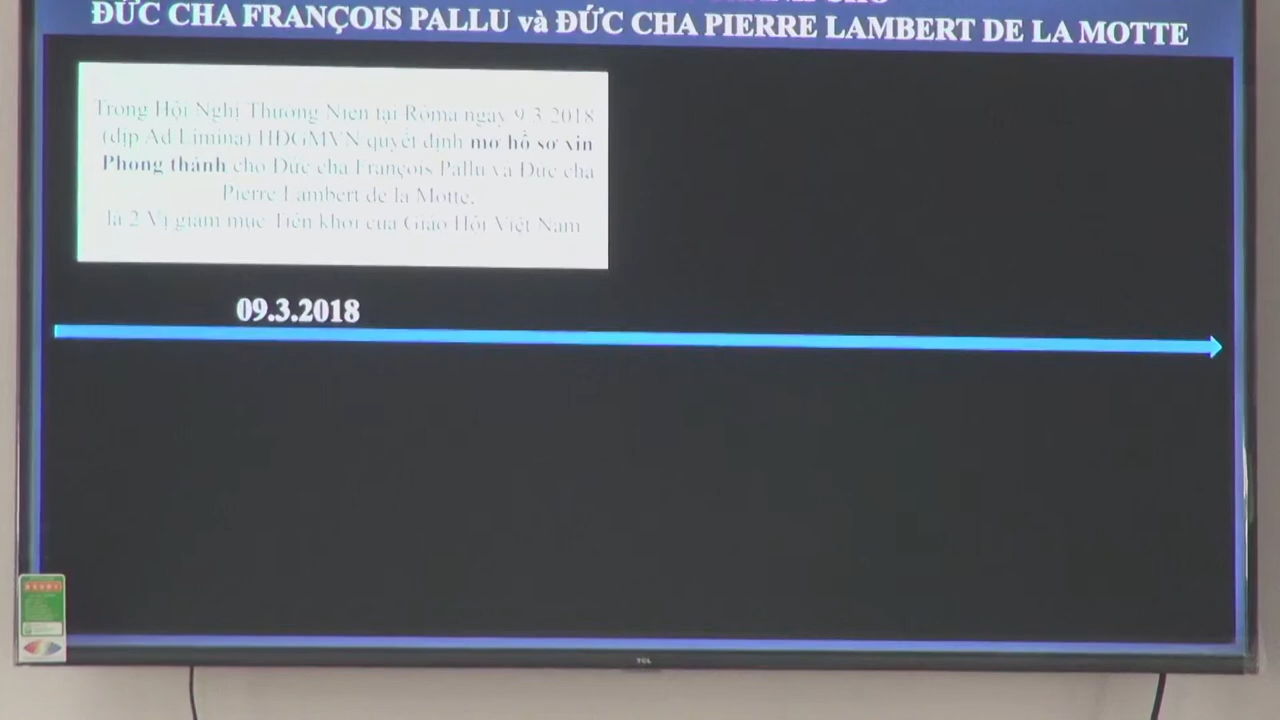 ĐỨC CHA FRANÇOIS PALLU và ĐỨC CHA PIERRE LAMBERT DE LA MOTTE
Trong Hội Nghị Thường Niên tại Rôma ngày 9.3.2018
(dịp Ad Limina) HĐGMVN quyết định mở hồ sơ xin
Phong thánh cho Đức cha François Pallu và Đức cha
Pierre Lambert de la Motte,
là 2 Vị giám mục Tiên khởi của Giáo Hội Việt Nam
09.3.2018
TCL